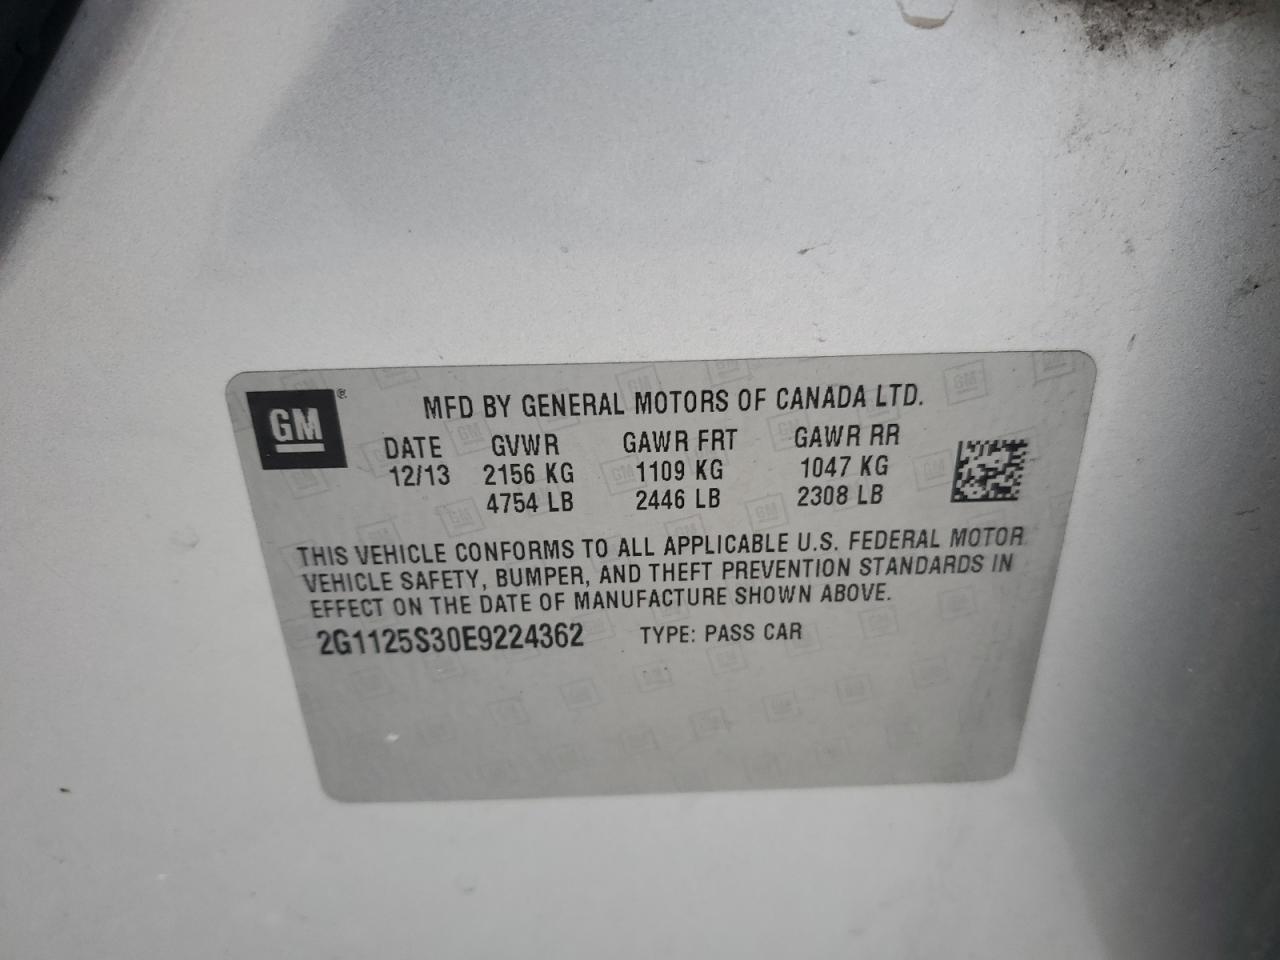 GM ®
MFD BY GENERAL MOTORS OF CANADA LTD.
DATE GVWR GAWR FRT GAWR RR
12/13 2156 KG 1109 KG 1047 KG
4754 LB 2446 LB 2308 LB
THIS VEHICLE CONFORMS TO ALL APPLICABLE U.S. FEDERAL MOTOR
VEHICLE SAFETY, BUMPER, AND THEFT PREVENTION STANDARDS IN
EFFECT ON THE DATE OF MANUFACTURE SHOWN ABOVE.
2G1125S30E9224362 TYPE: PASS CAR